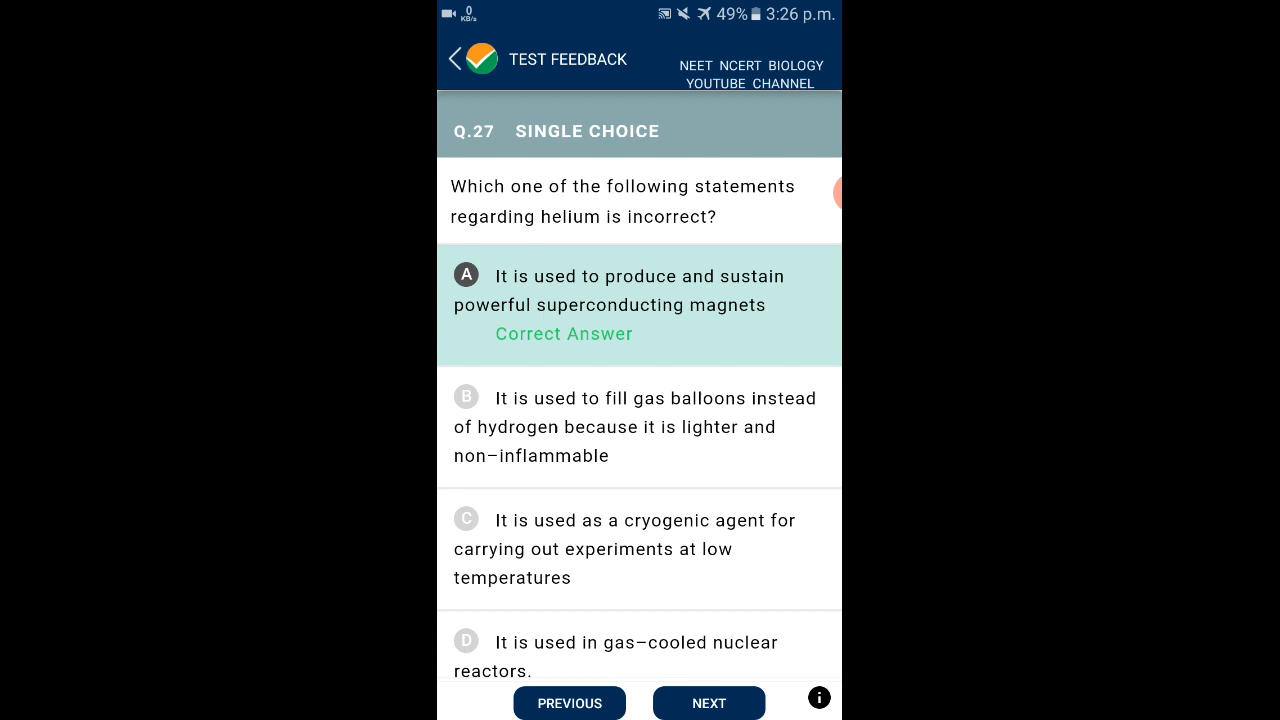 0
KB/s
49%
3:26 p.m.
TEST FEEDBACK
NEET NCERT BIOLOGY
YOUTUBE CHANNEL
Q.27 SINGLE CHOICE
Which one of the following statements
regarding helium is incorrect?
A It is used to produce and sustain
powerful superconducting magnets
Correct Answer
B It is used to fill gas balloons instead
of hydrogen because it is lighter and
non–inflammable
C It is used as a cryogenic agent for
carrying out experiments at low
temperatures
D It is used in gas–cooled nuclear
reactors.
PREVIOUS
NEXT
i